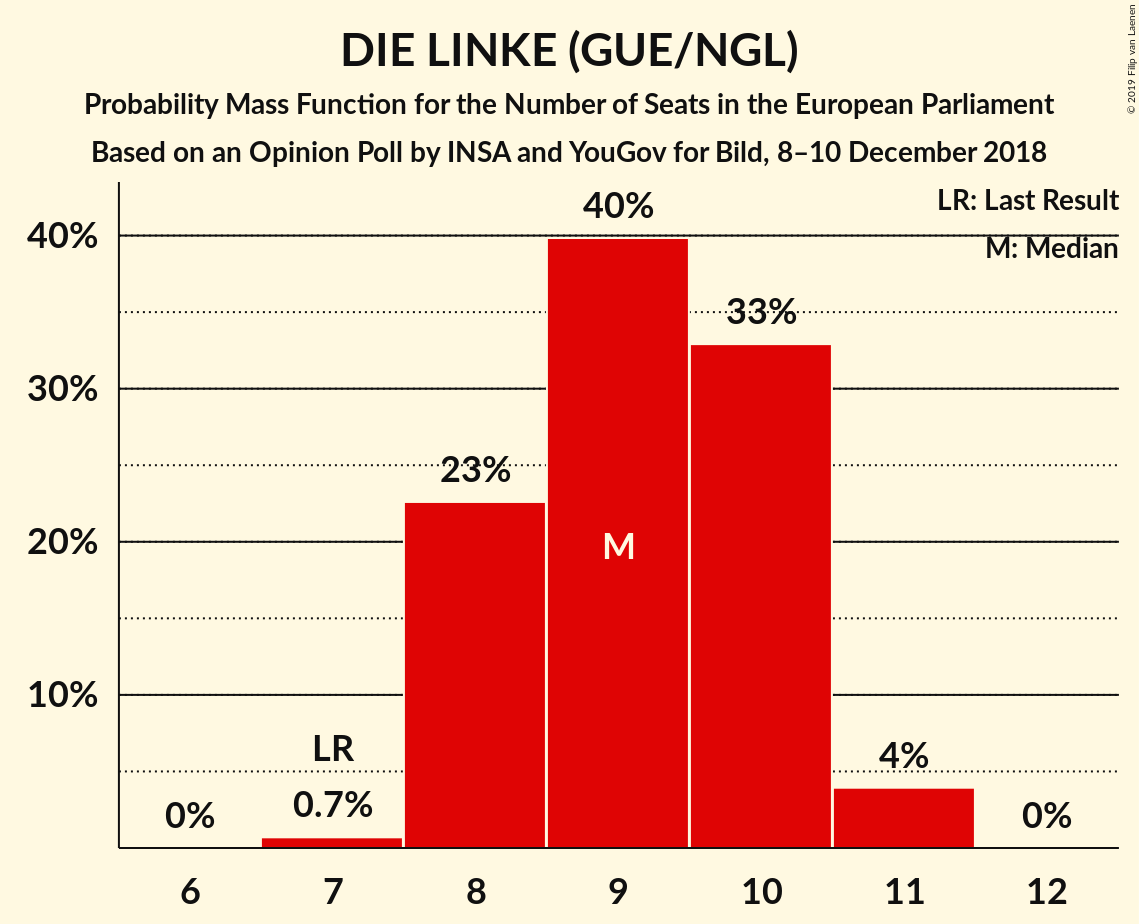 DIE LINKE (GUE/NGL)
Probability Mass Function for the Number of Seats in the European Parliament
Based on an Opinion Poll by INSA and YouGov for Bild, 8–10 December 2018
© 2019 Filip van Laenen
LR: Last Result
M: Median
40%
30%
20%
10%
0%
LR
0.7%
23%
40%
M
33%
4%
0%
6 7 8 9 10 11 12